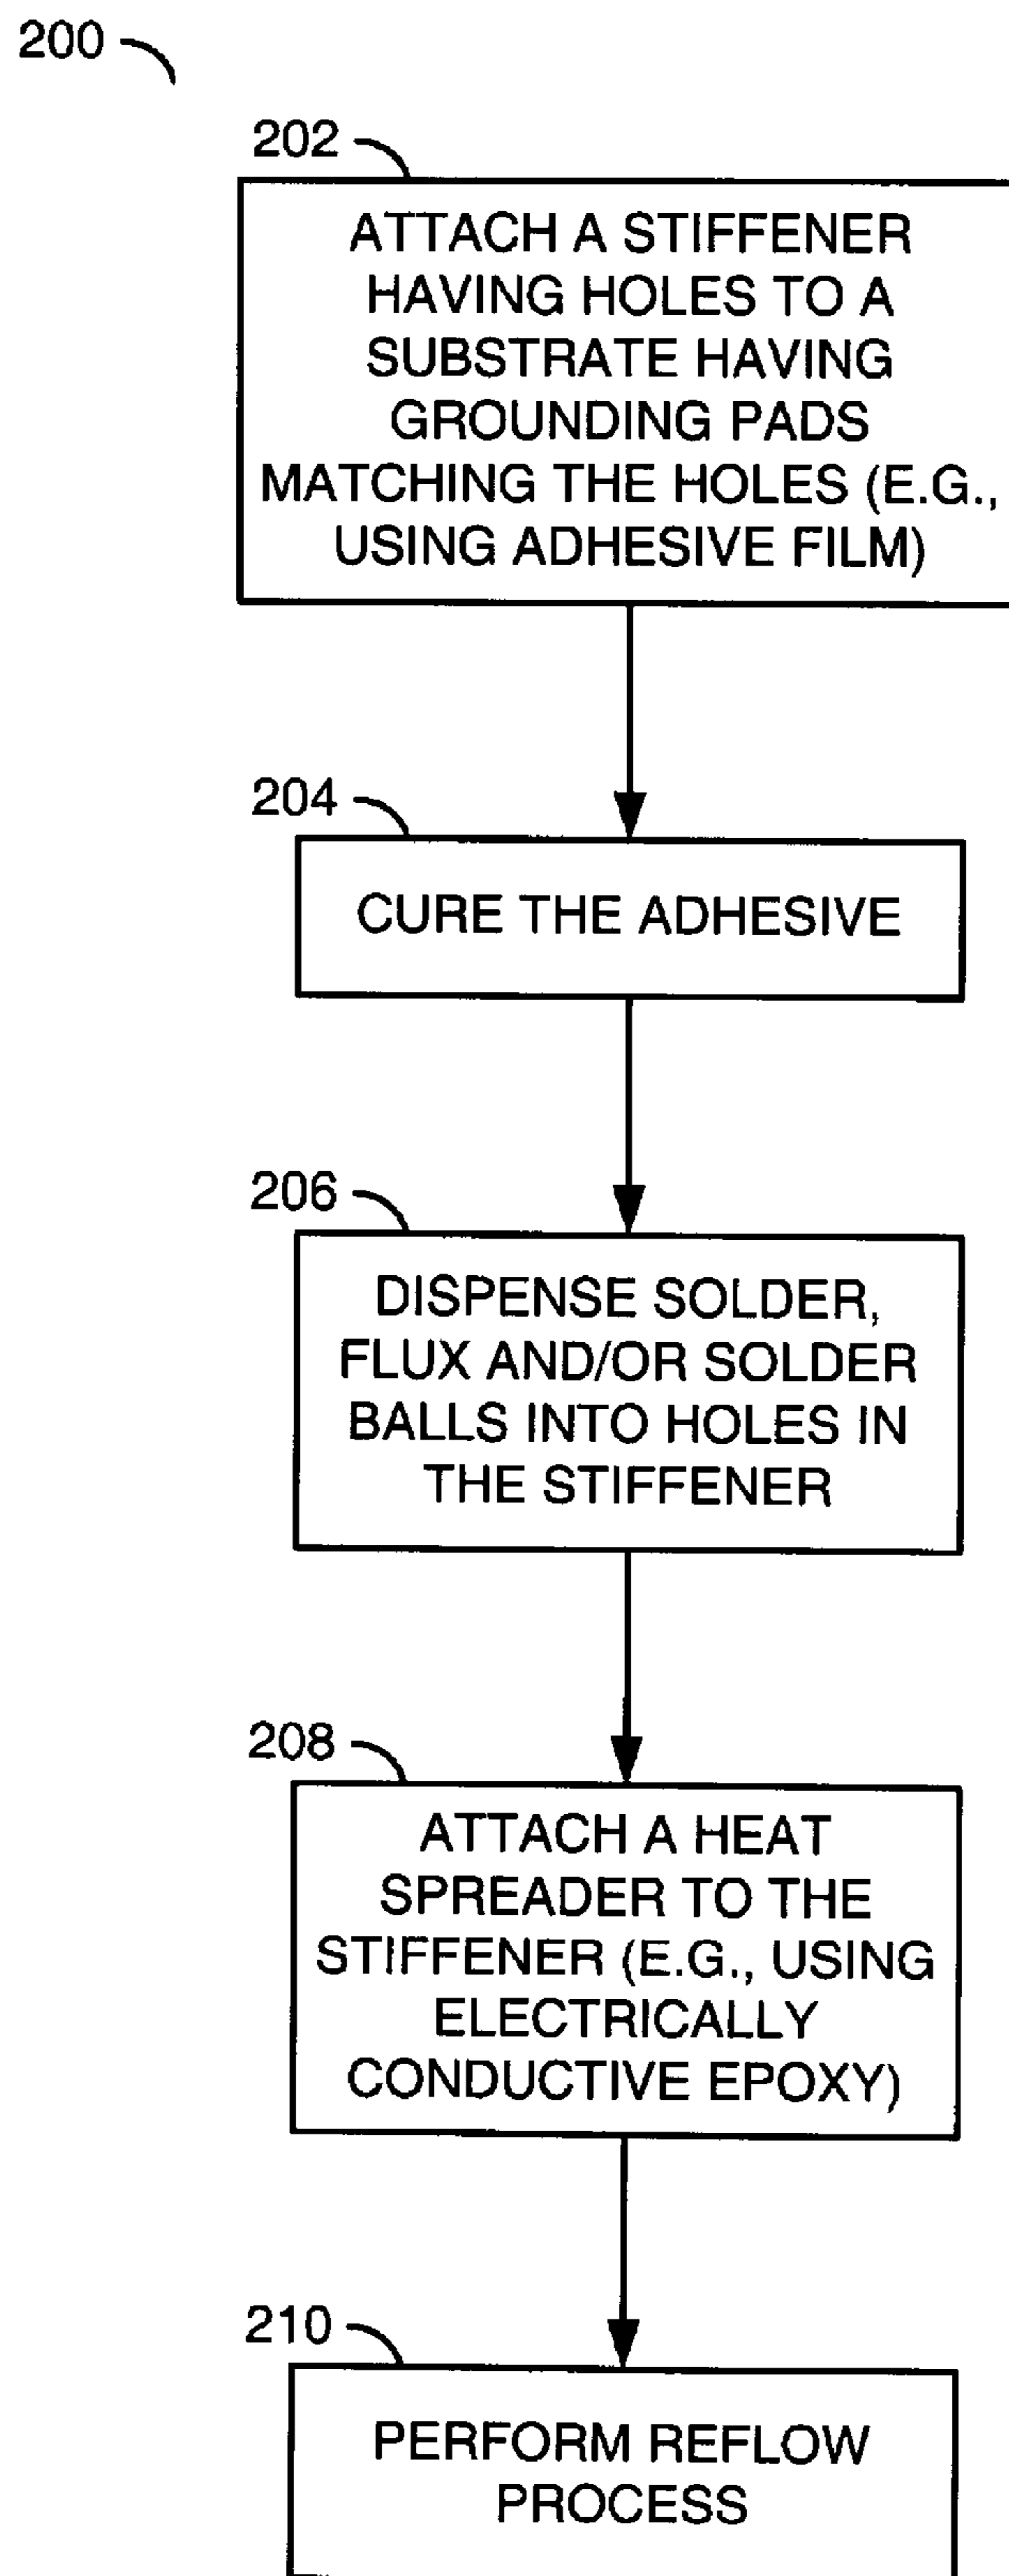 200
202
ATTACH A STIFFENER
HAVING HOLES TO A
SUBSTRATE HAVING
GROUNDING PADS
MATCHING THE HOLES (E.G.,
USING ADHESIVE FILM)
204
CURE THE ADHESIVE
206
DISPENSE SOLDER,
FLUX AND/OR SOLDER
BALLS INTO HOLES IN
THE STIFFENER
208
ATTACH A HEAT
SPREADER TO THE
STIFFENER (E.G., USING
ELECTRICALLY
CONDUCTIVE EPOXY)
210
PERFORM REFLOW
PROCESS